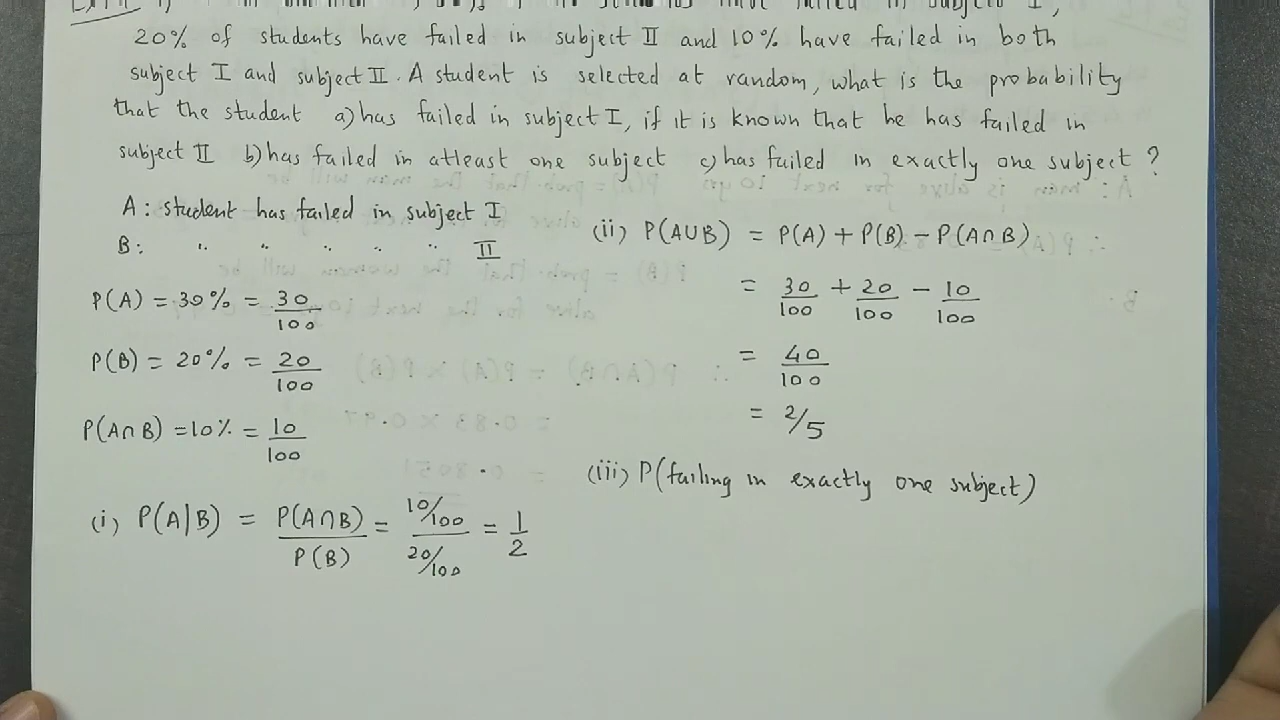 20% of students have failed in subject II and 10% have failed in both
subject I and subject II. A student is selected at random, what is the probability
that the student a) has failed in subject I, if it is known that he has failed in
subject II b) has failed in atleast one subject c) has failed in exactly one subject ?
A : student has failed in subject I
B : " " " " " II
P(A) = 30% = 30/100
P(B) = 20% = 20/100
P(A∩B) = 10% = 10/100
(i) P(A|B) = P(A∩B)/P(B) = (10/100)/(20/100) = 1/2
(ii) P(A∪B) = P(A) + P(B) - P(A∩B)
= 30/100 + 20/100 - 10/100
= 40/100
= 2/5
(iii) P(failing in exactly one subject)